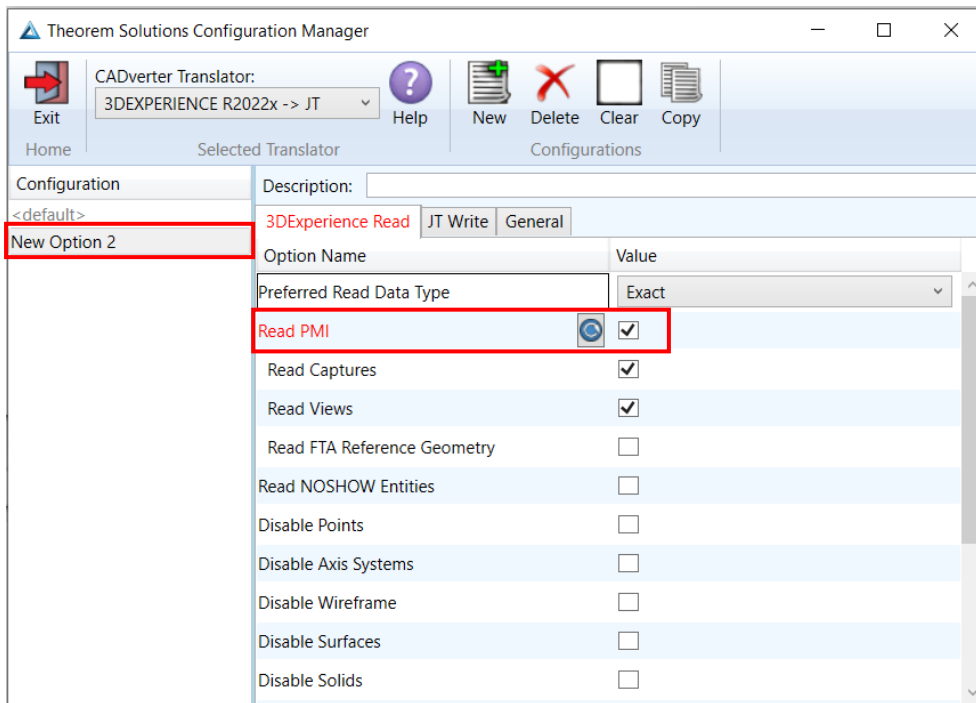 Theorem Solutions Configuration Manager
CADverter Translator:
3DEXPERIENCE R2022x -> JT
Exit
Help
New
Delete
Clear
Copy
Home
Selected Translator
Configurations
Configuration
Description:
<default>
New Option 2
3DExperience Read
JT Write
General
Option Name
Value
Preferred Read Data Type
Exact
Read PMI
Read Captures
Read Views
Read FTA Reference Geometry
Read NOSHOW Entities
Disable Points
Disable Axis Systems
Disable Wireframe
Disable Surfaces
Disable Solids